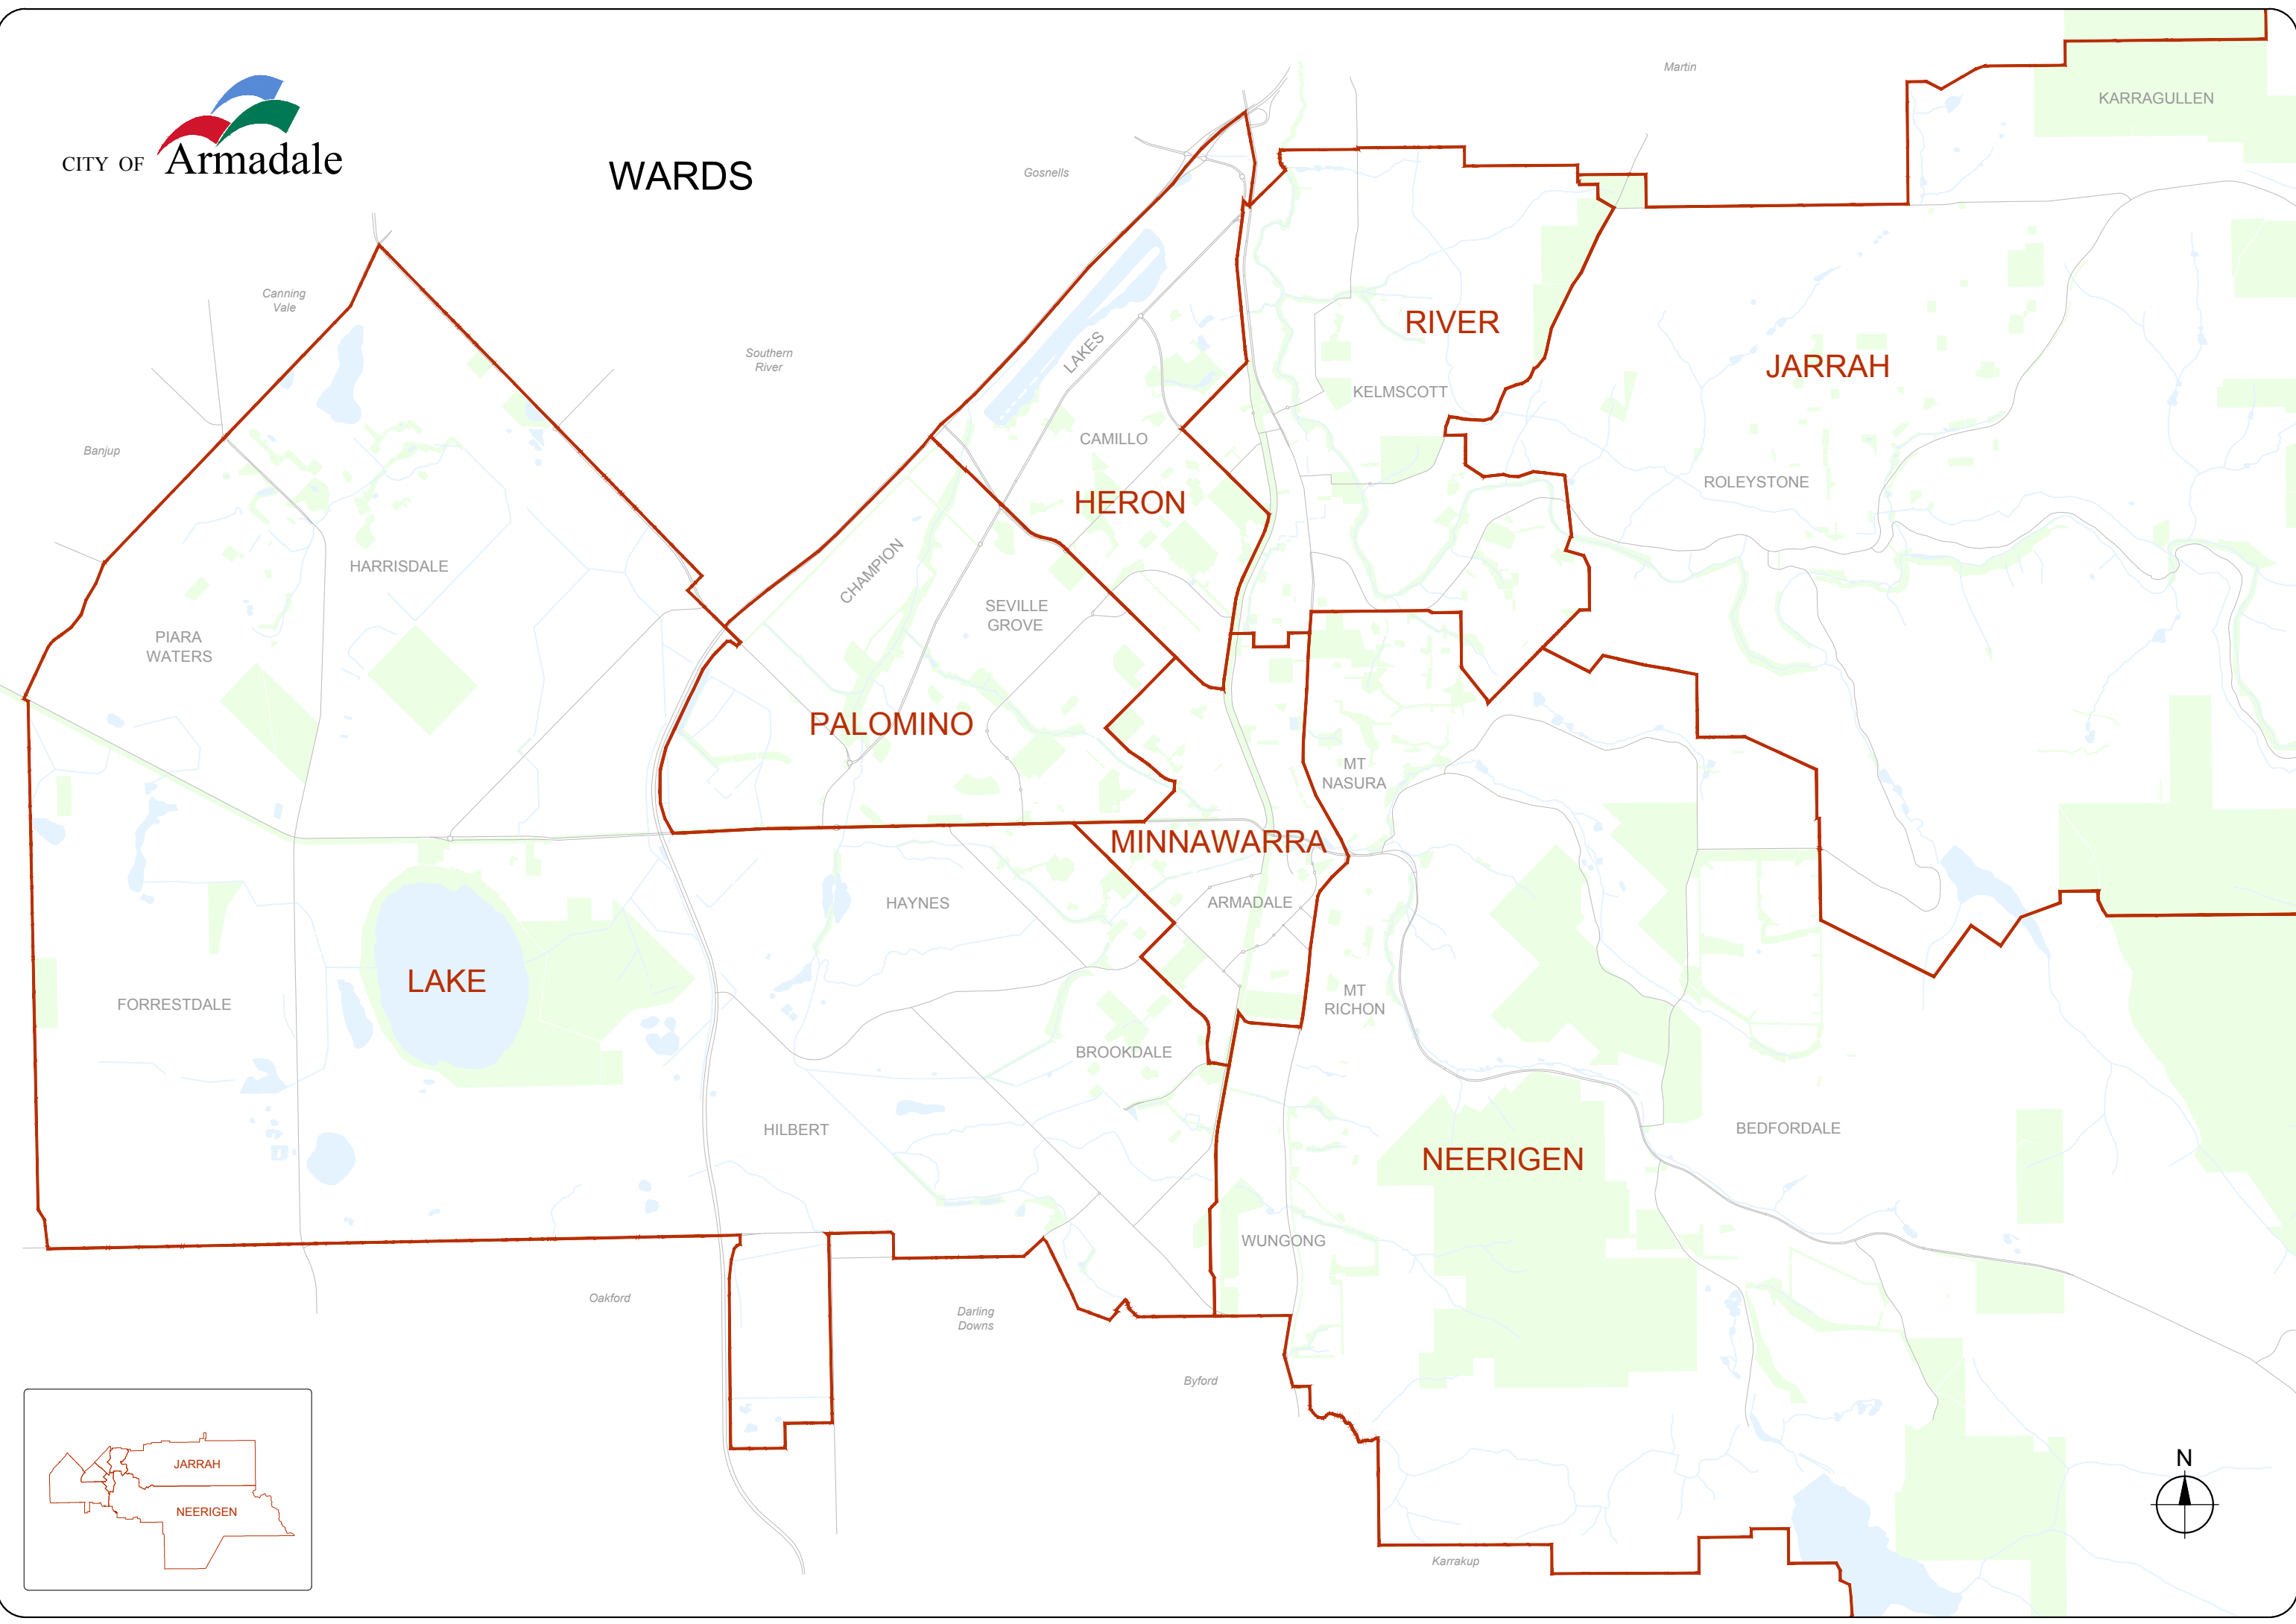 CITY OF Armadale
WARDS
Martin
KARRAGULLEN
Gosnells
Canning
Vale
RIVER
Southern
River
LAKES
JARRAH
KELMSCOTT
CAMILLO
Banjup
ROLEYSTONE
HERON
HARRISDALE
CHAMPION
SEVILLE
GROVE
PIARA
WATERS
PALOMINO
MT
NASURA
MINNAWARRA
HAYNES
ARMADALE
LAKE
FORRESTDALE
MT
RICHON
BROOKDALE
HILBERT
BEDFORDALE
NEERIGEN
WUNGONG
Oakford
Darling
Downs
Byford
JARRAH
NEERIGEN
N
Karrakup